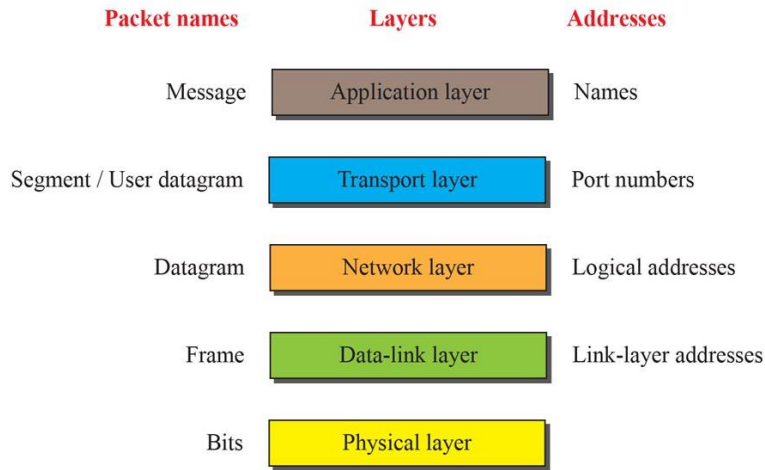 Packet names Layers Addresses
Message Application layer Names
Segment / User datagram Transport layer Port numbers
Datagram Network layer Logical addresses
Frame Data-link layer Link-layer addresses
Bits Physical layer